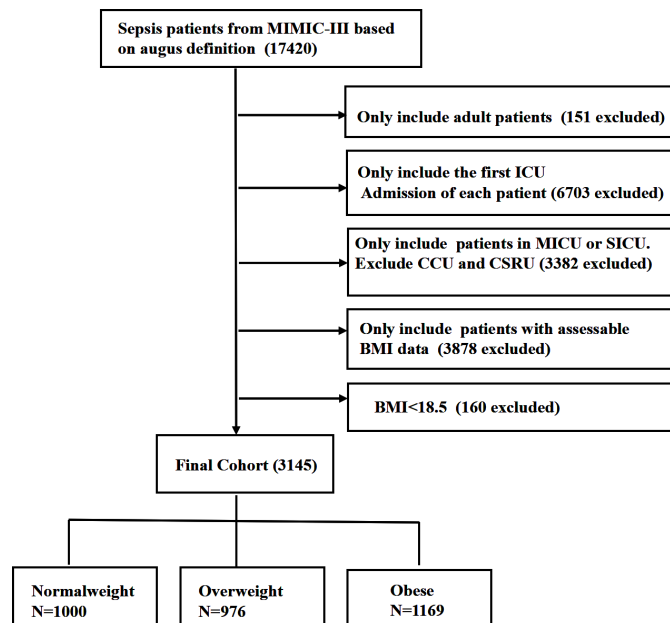 Sepsis patients from MIMIC-III based
on augus definition (17420)
Only include adult patients (151 excluded)
Only include the first ICU
Admission of each patient (6703 excluded)
Only include patients in MICU or SICU.
Exclude CCU and CSRU (3382 excluded)
Only include patients with assessable
BMI data (3878 excluded)
BMI<18.5 (160 excluded)
Final Cohort (3145)
Normalweight
N=1000
Overweight
N=976
Obese
N=1169